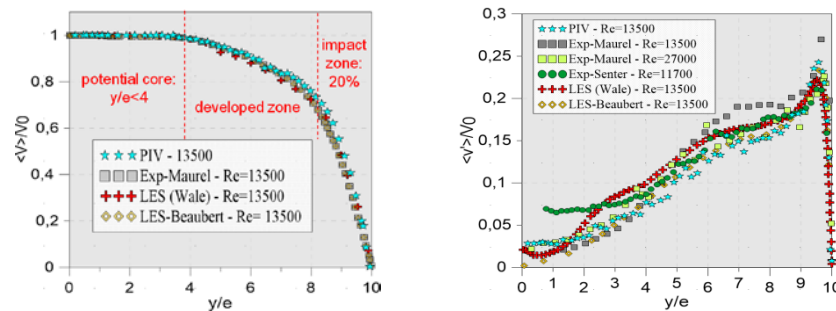 <V>/V0
1
0,8
0,6
0,4
0,2
0
0 2 4 6 8 10
y/e
potential core:
y/e<4
developed zone
impact
zone:
20%
PIV - 13500
Exp-Maurel - Re=13500
LES (Wale) - Re=13500
LES-Beaubert - Re= 13500
<v>/V0
0,3
0,25
0,2
0,15
0,1
0,05
0
0 1 2 3 4 5 6 7 8 9 10
y/e
PIV - Re=13500
Exp-Maurel - Re=13500
Exp-Maurel - Re=27000
Exp-Senter - Re=11700
LES (Wale) - Re=13500
LES-Beaubert - Re=13500